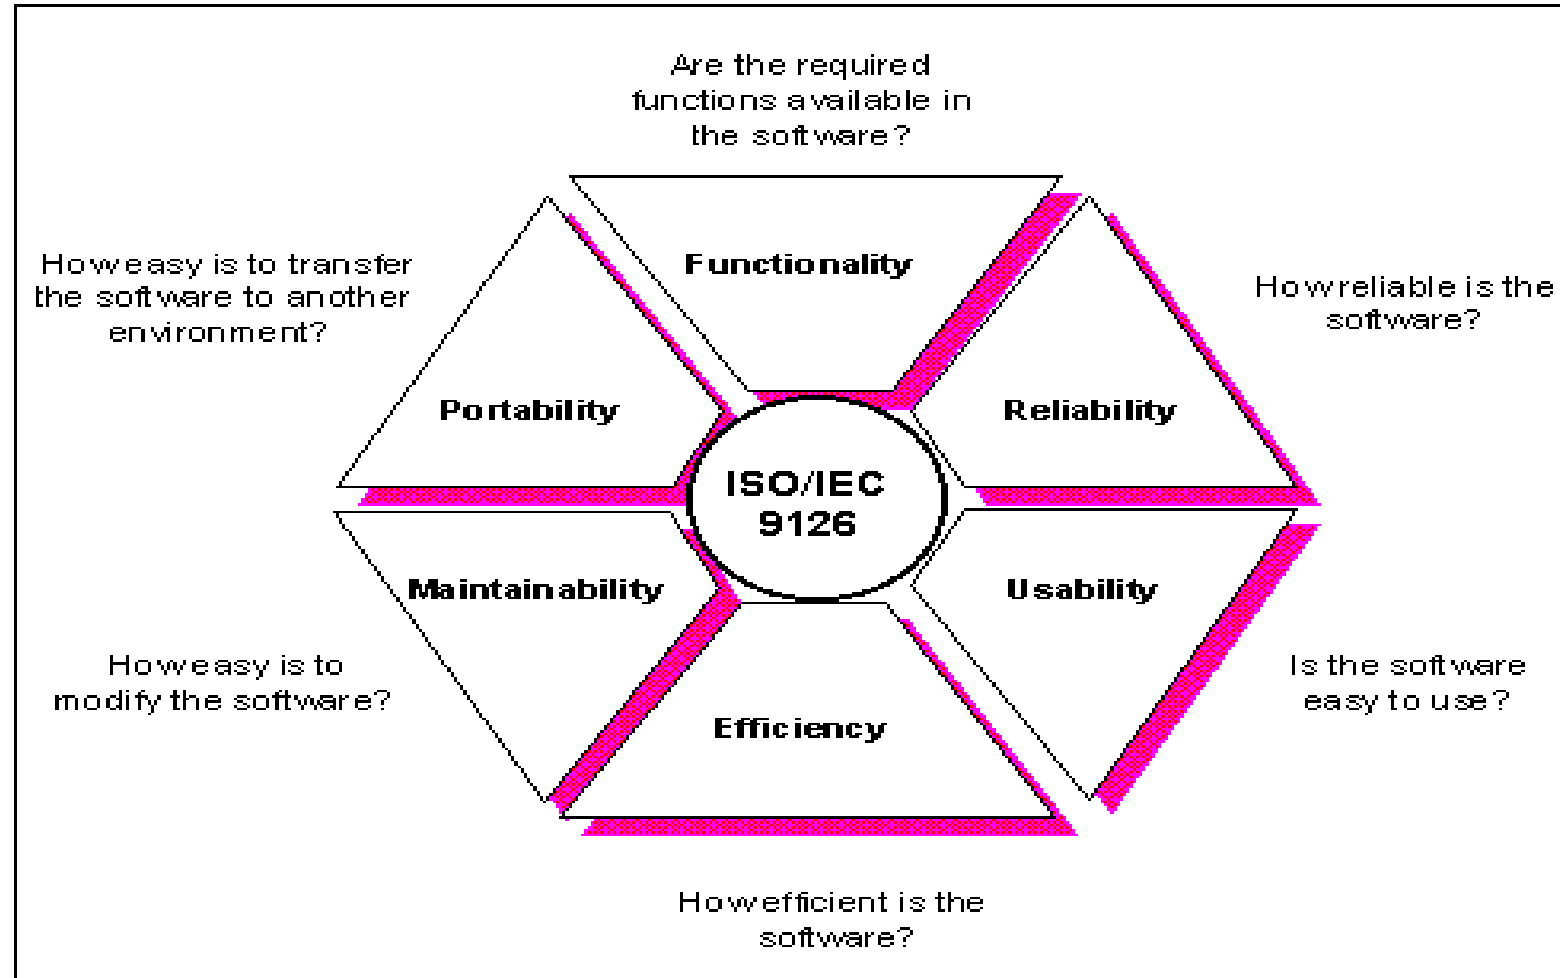 Are the required
functions available in
the software?
Functionality
How easy is to transfer
the software to another
environment?
How reliable is the
software?
Portability
Reliability
ISO/IEC
9126
Maintainability
Usability
How easy is to
modify the software?
Is the software
easy to use?
Efficiency
How efficient is the
software?